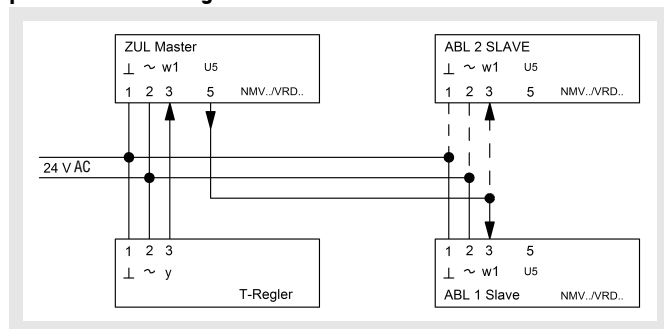 ZUL Master
⊥ ~ w1 U5
1 2 3 5 NMV../VRD..
ABL 2 SLAVE
⊥ ~ w1 U5
1 2 3 5 NMV../VRD..
24 V AC
1 2 3
⊥ ~ y
T-Regler
1 2 3 5
⊥ ~ w1 U5
ABL 1 Slave NMV../VRD..